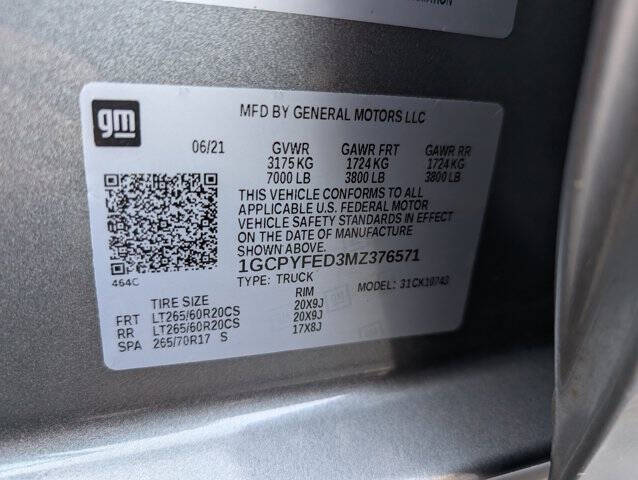 gm
MFD BY GENERAL MOTORS LLC
06/21 GVWR GAWR FRT GAWR RR
3175 KG 1724 KG 1724 KG
7000 LB 3800 LB 3800 LB
THIS VEHICLE CONFORMS TO ALL
APPLICABLE U.S. FEDERAL MOTOR
VEHICLE SAFETY STANDARDS IN EFFECT
ON THE DATE OF MANUFACTURE
SHOWN ABOVE.
464C
1GCPYFED3MZ376571
TYPE: TRUCK MODEL: 31CK10743
TIRE SIZE RIM
FRT LT265/60R20CS 20X9J
RR LT265/60R20CS 20X9J
SPA 265/70R17 S 17X8J